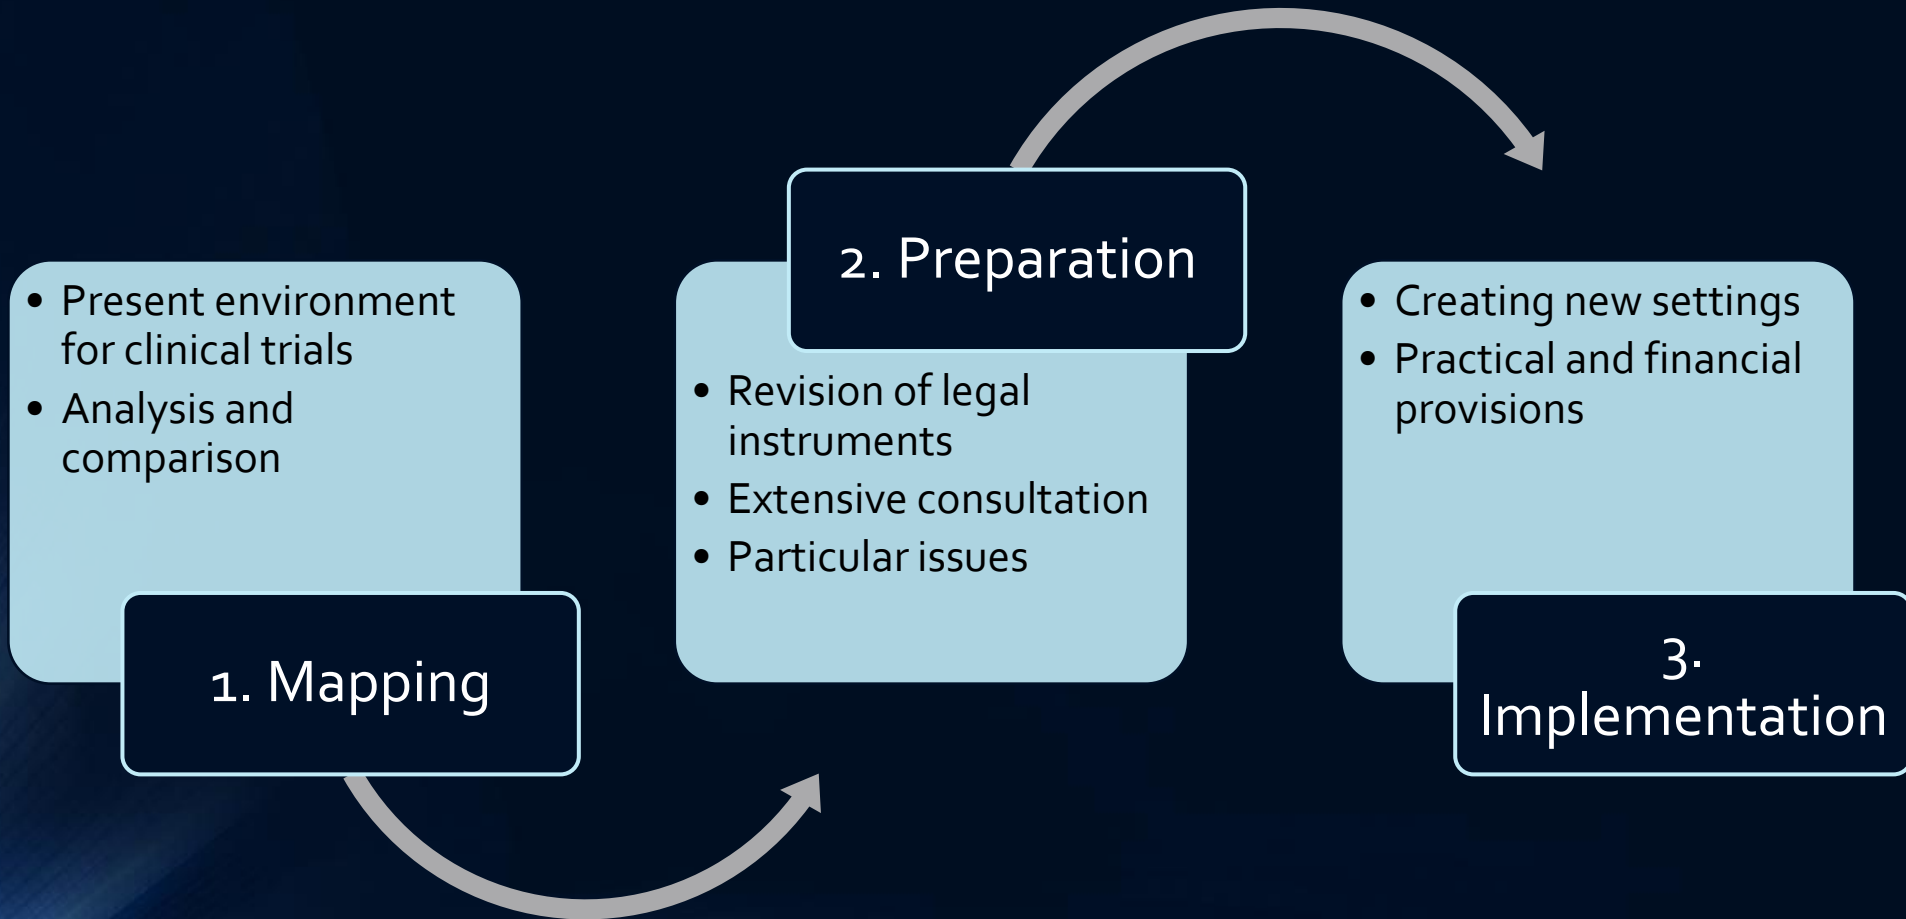 • Present environment
for clinical trials
• Analysis and
comparison
1. Mapping
2. Preparation
• Revision of legal
instruments
• Extensive consultation
• Particular issues
• Creating new settings
• Practical and financial
provisions
3.
Implementation